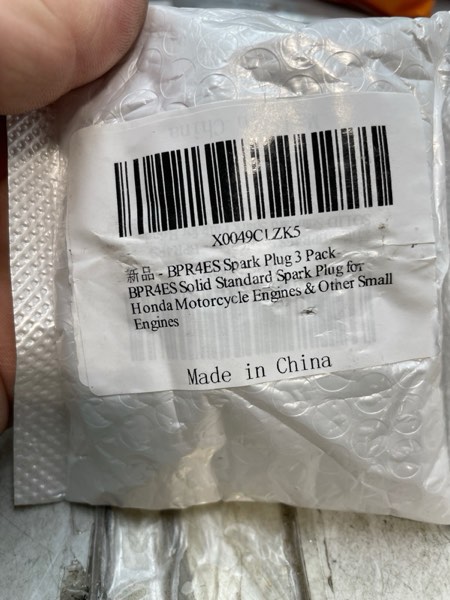 X0049CLZK5
新品 - BPR4ES Spark Plug 3 Pack
BPR4ES Solid Standard Spark Plug for
Honda Motorcycle Engines & Other Small
Engines
Made in China